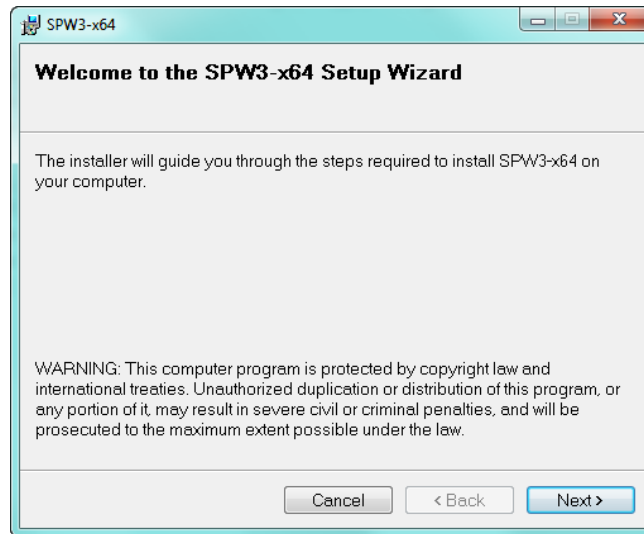 SPW3-x64
Welcome to the SPW3-x64 Setup Wizard
The installer will guide you through the steps required to install SPW3-x64 on
your computer.
WARNING: This computer program is protected by copyright law and
international treaties. Unauthorized duplication or distribution of this program, or
any portion of it, may result in severe civil or criminal penalties, and will be
prosecuted to the maximum extent possible under the law.
Cancel < Back Next >